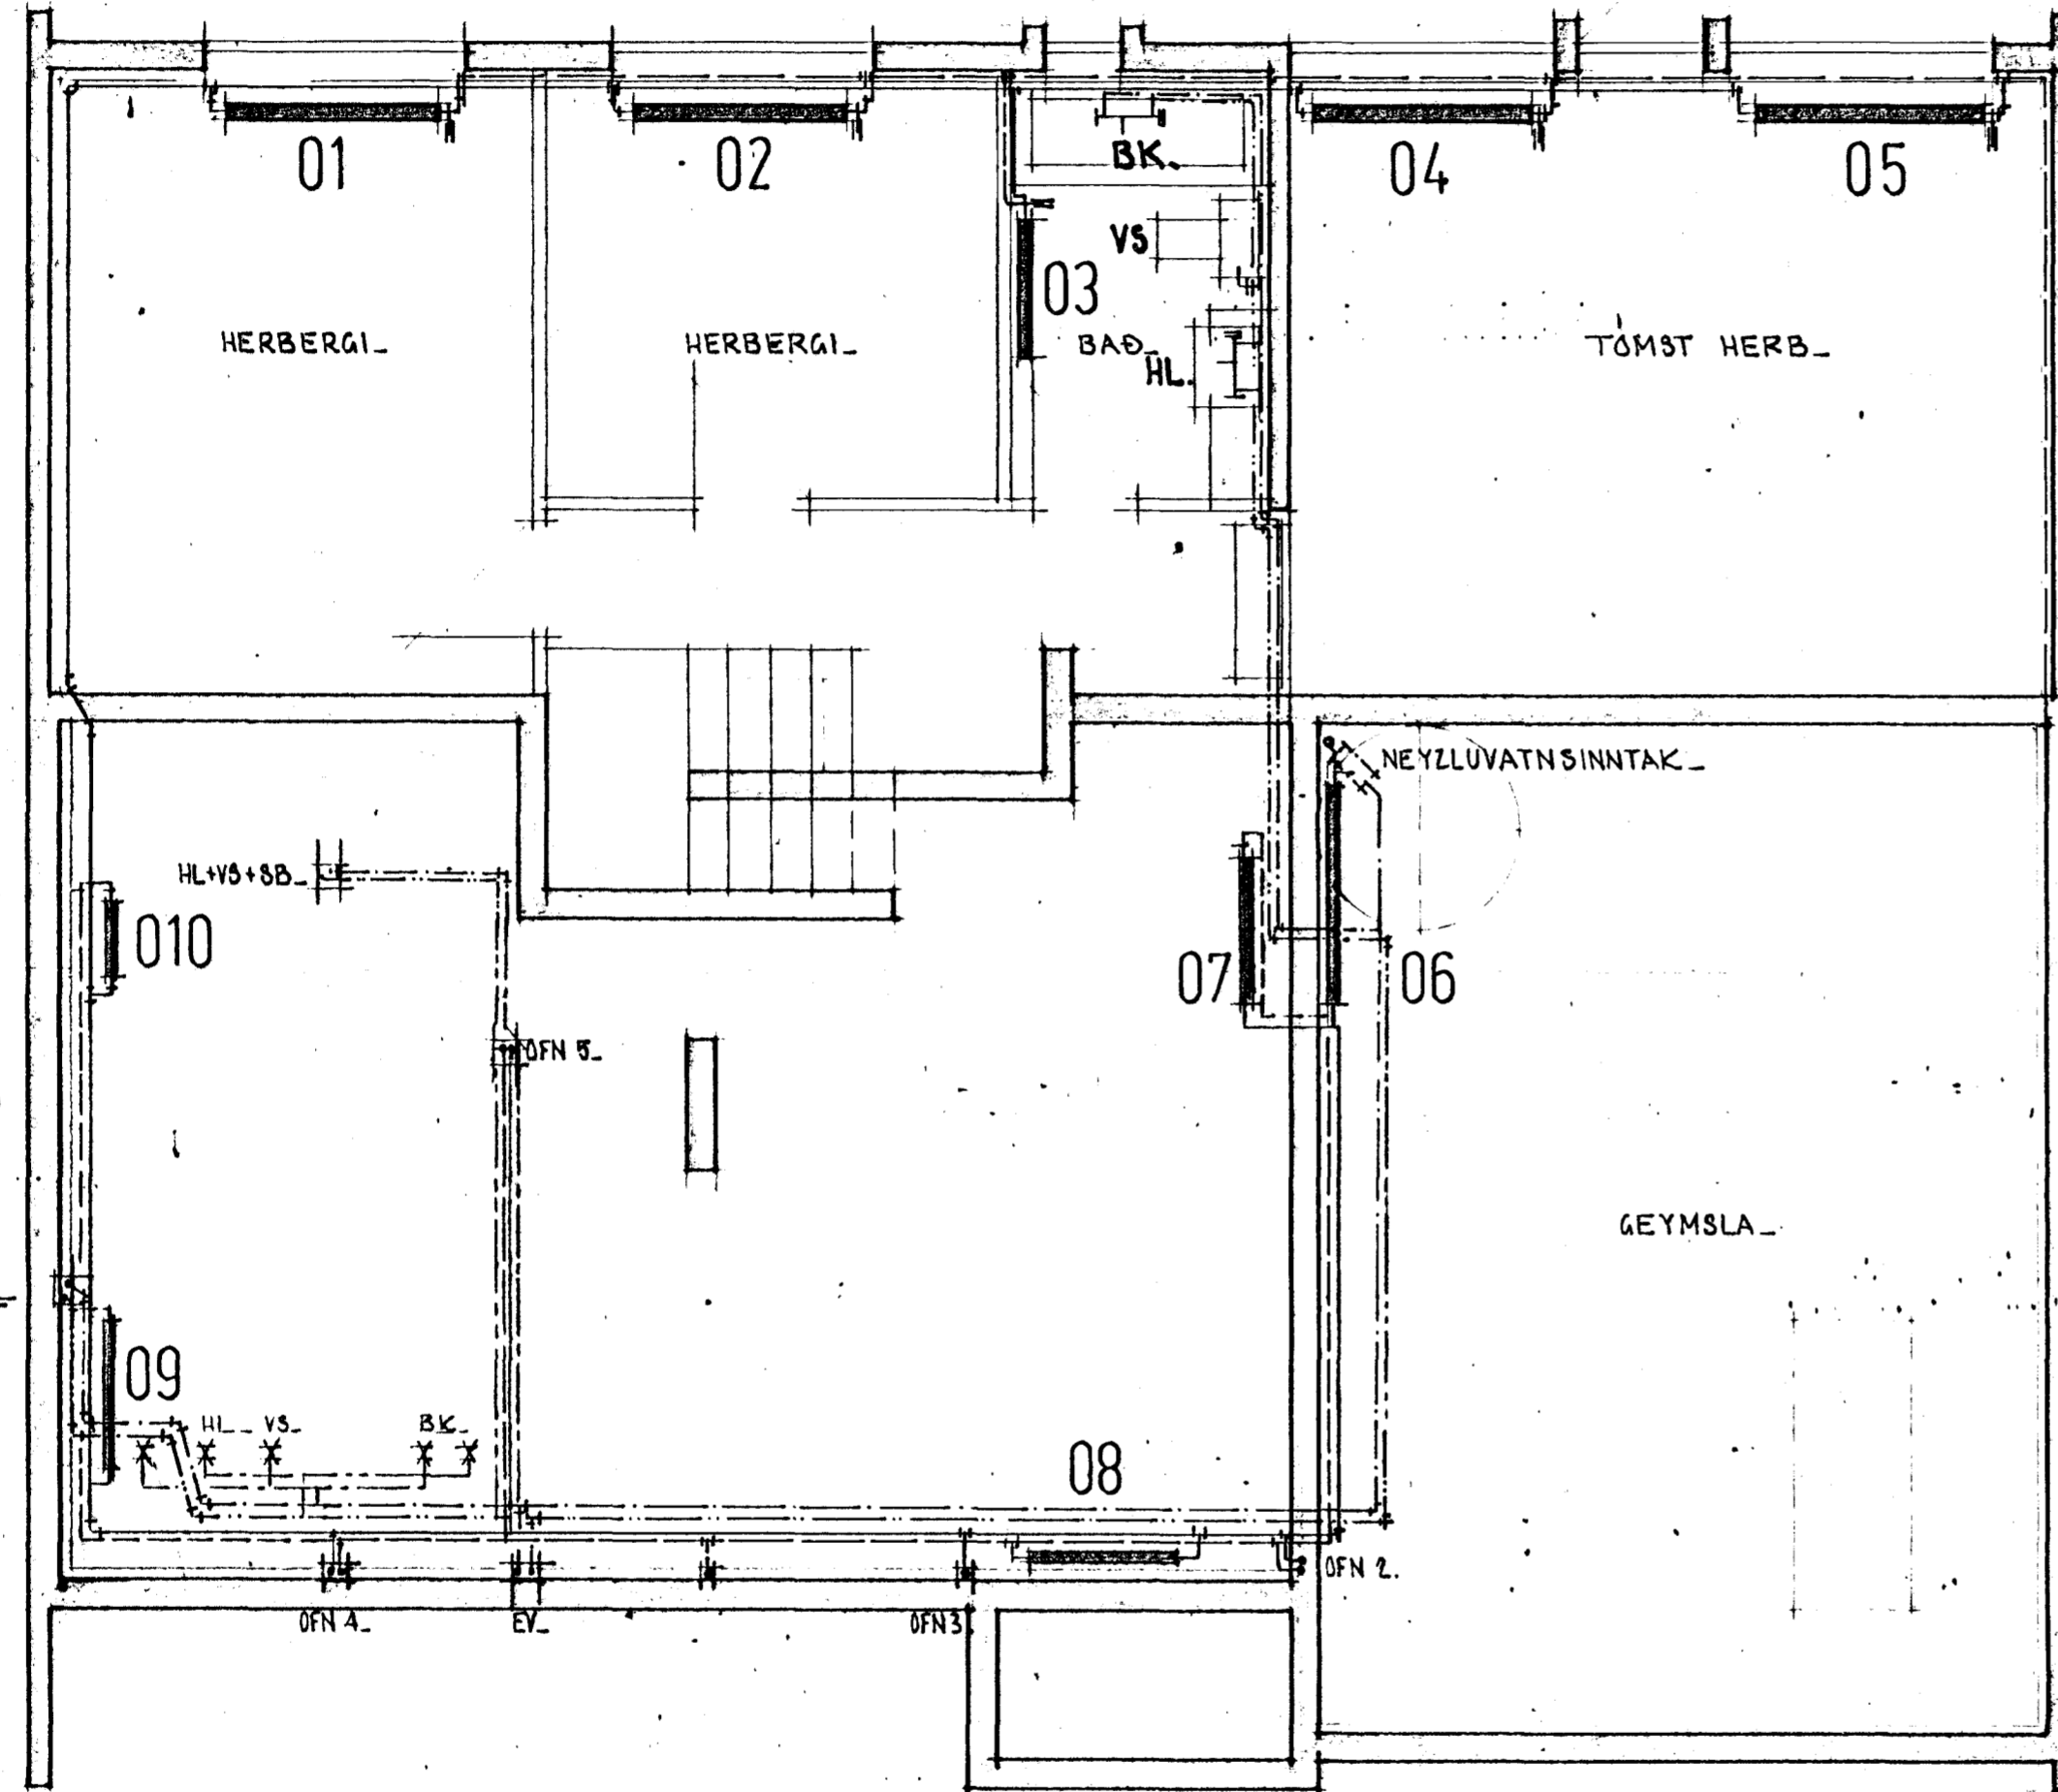 01
02
BK.
04
05
VS
03
HERBERGI_
HERBERGI_
BAÐ_
HL.
TÓMST HERB_
NEYZLUVATNSINNTAK_
HL+VS+SB_
010
07
06
OFN 5_
GEYMSLA_
09
HL_ VS_
BK_
08
OFN 2.
OFN 4_
EV_
OFN3